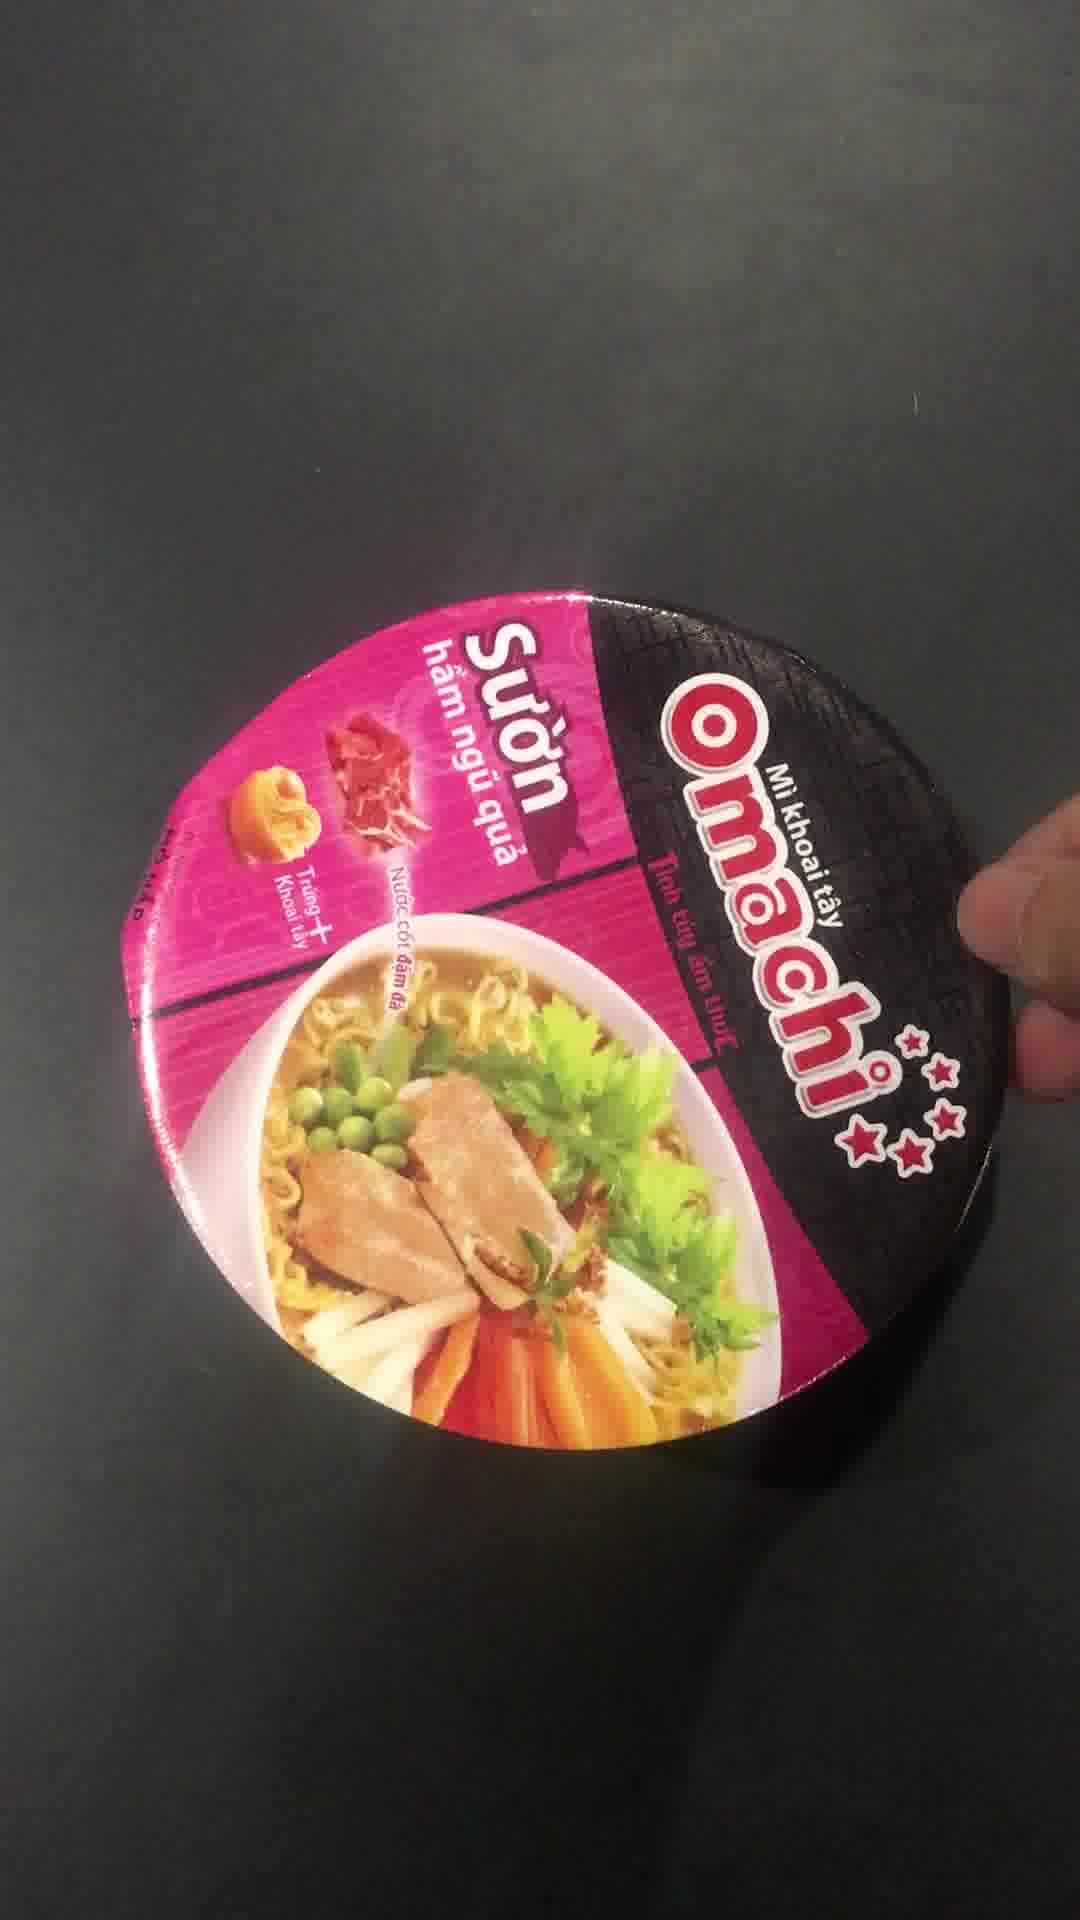 Mì khoai tây
Omachi
Tinh túy ẩm thực
Sườn
hầm ngũ quả
Nước cốt đậm đà
Trứng+
Khoai tây